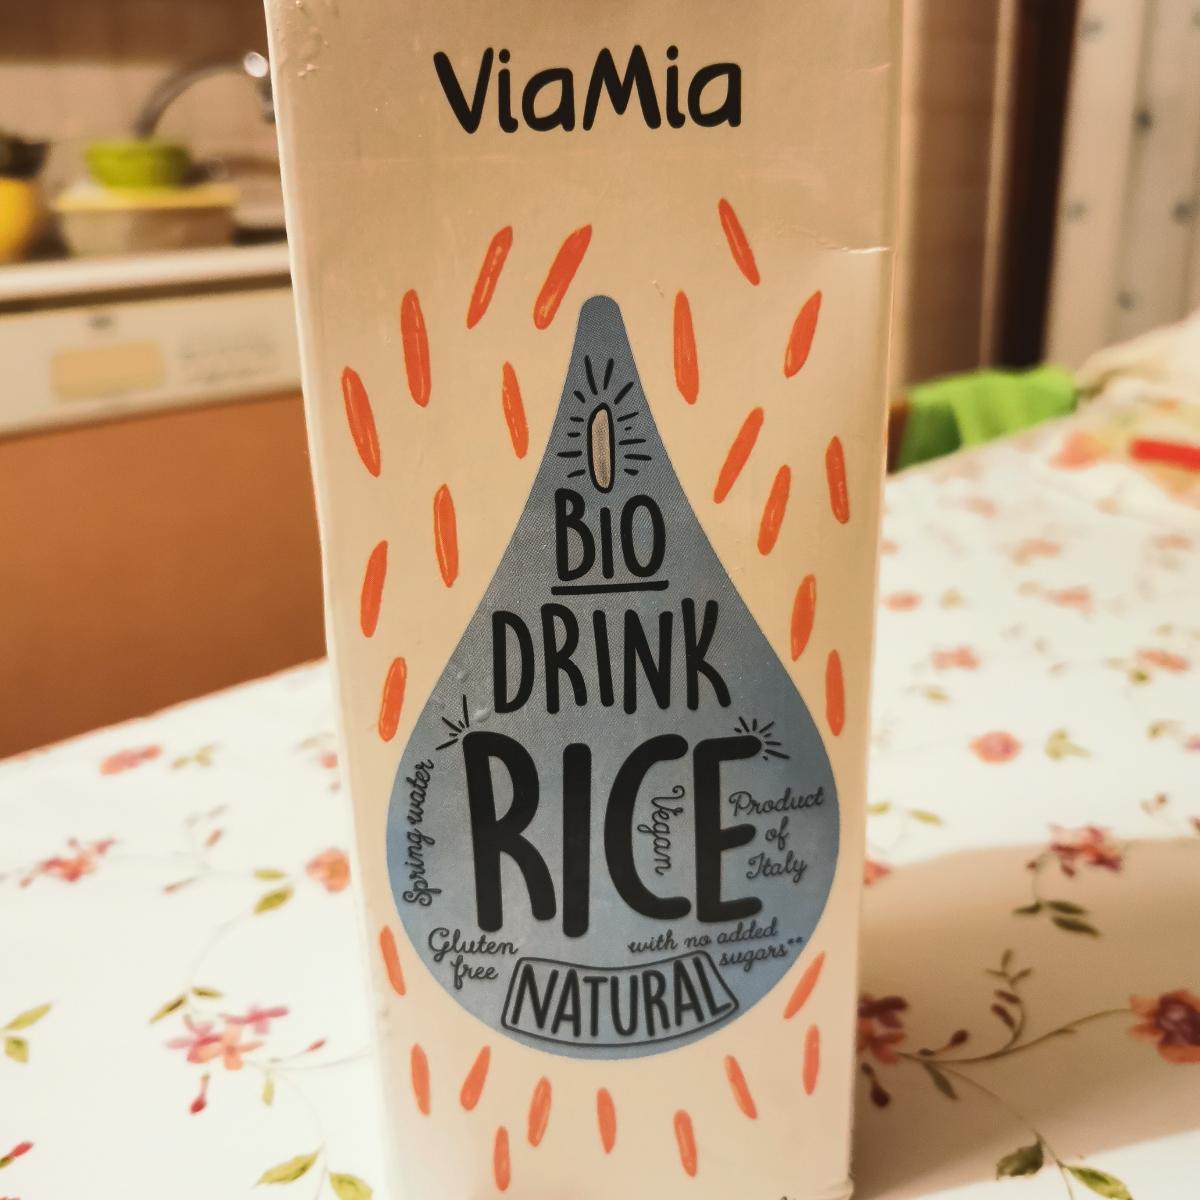 ViaMia
BIO
DRINK
RICE
Vegan
Spring water
Product
of
Italy
Gluten
free
with no added
sugars**
NATURAL